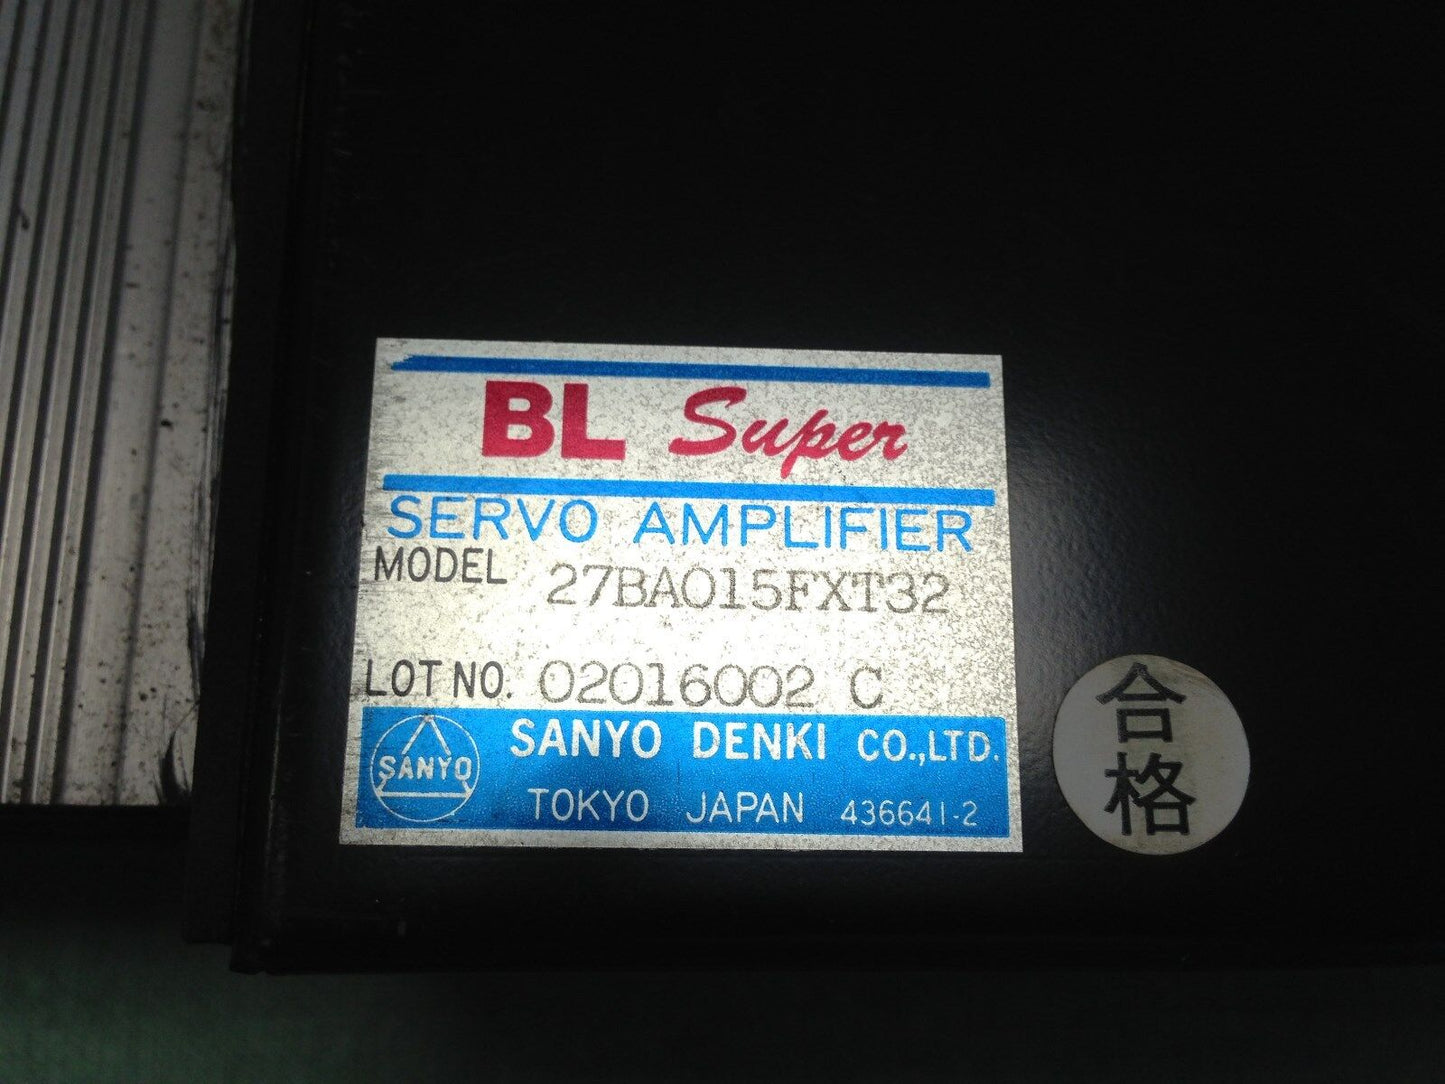 BL Super
SERVO AMPLIFIER
MODEL 27BA015FXT32
LOT NO. 02016002 C
SANYO
SANYO DENKI CO.,LTD.
TOKYO JAPAN 436641-2
合
格